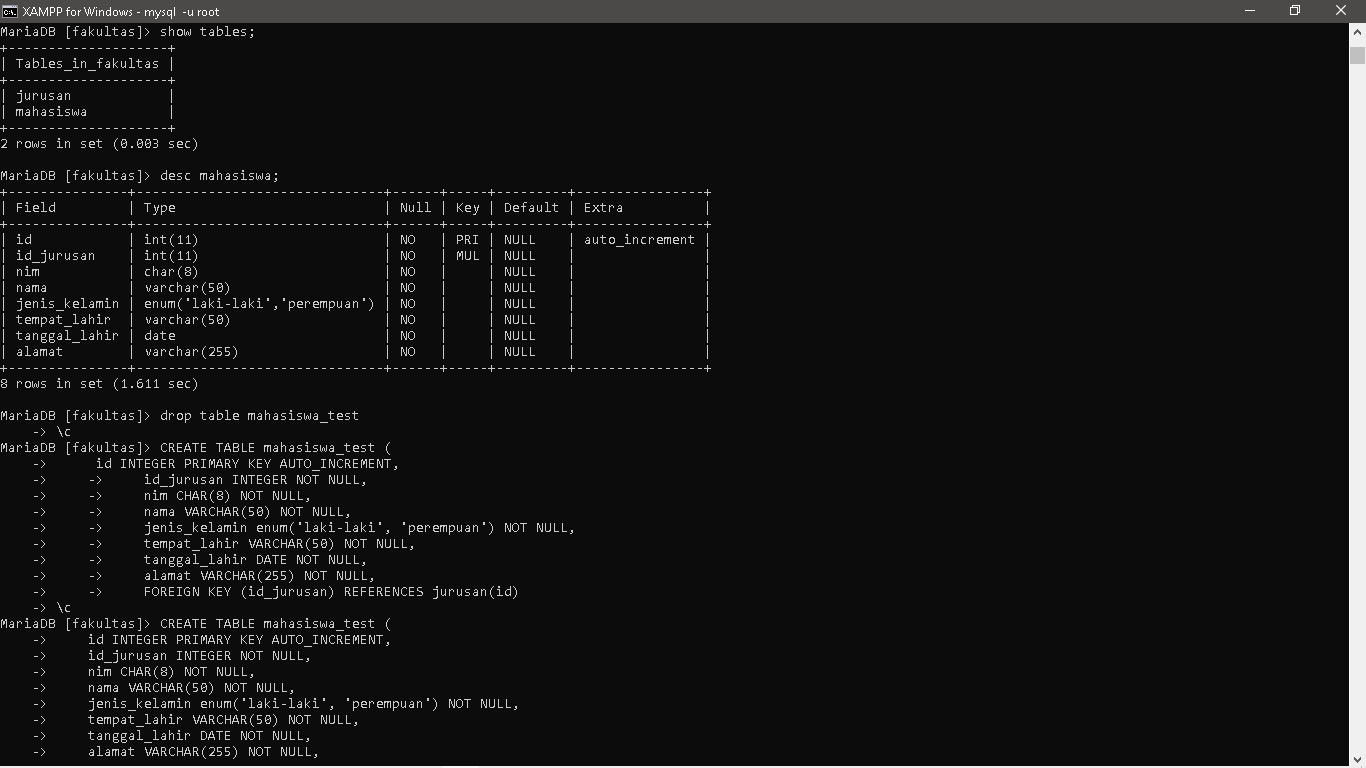 XAMPP for Windows - mysql -u root
MariaDB [fakultas]> show tables;
+--------------------+
| Tables_in_fakultas |
+--------------------+
| jurusan            |
| mahasiswa          |
+--------------------+
2 rows in set (0.003 sec)
MariaDB [fakultas]> desc mahasiswa;
+---------------+-------------------------------+------+-----+---------+----------------+
| Field         | Type                          | Null | Key | Default | Extra          |
+---------------+-------------------------------+------+-----+---------+----------------+
| id            | int(11)                       | NO   | PRI | NULL    | auto_increment |
| id_jurusan    | int(11)                       | NO   | MUL | NULL    |                |
| nim           | char(8)                       | NO   |     | NULL    |                |
| nama          | varchar(50)                   | NO   |     | NULL    |                |
| jenis_kelamin | enum('laki-laki','perempuan') | NO   |     | NULL    |                |
| tempat_lahir  | varchar(50)                   | NO   |     | NULL    |                |
| tanggal_lahir | date                          | NO   |     | NULL    |                |
| alamat        | varchar(255)                  | NO   |     | NULL    |                |
+---------------+-------------------------------+------+-----+---------+----------------+
8 rows in set (1.611 sec)
MariaDB [fakultas]> drop table mahasiswa_test
    -> \c
MariaDB [fakultas]> CREATE TABLE mahasiswa_test (
    ->      id INTEGER PRIMARY KEY AUTO_INCREMENT,
    ->     ->     id_jurusan INTEGER NOT NULL,
    ->     ->     nim CHAR(8) NOT NULL,
    ->     ->     nama VARCHAR(50) NOT NULL,
    ->     ->     jenis_kelamin enum('laki-laki', 'perempuan') NOT NULL,
    ->     ->     tempat_lahir VARCHAR(50) NOT NULL,
    ->     ->     tanggal_lahir DATE NOT NULL,
    ->     ->     alamat VARCHAR(255) NOT NULL,
    ->     ->     FOREIGN KEY (id_jurusan) REFERENCES jurusan(id)
    -> \c
MariaDB [fakultas]> CREATE TABLE mahasiswa_test (
    ->     id INTEGER PRIMARY KEY AUTO_INCREMENT,
    ->     id_jurusan INTEGER NOT NULL,
    ->     nim CHAR(8) NOT NULL,
    ->     nama VARCHAR(50) NOT NULL,
    ->     jenis_kelamin enum('laki-laki', 'perempuan') NOT NULL,
    ->     tempat_lahir VARCHAR(50) NOT NULL,
    ->     tanggal_lahir DATE NOT NULL,
    ->     alamat VARCHAR(255) NOT NULL,